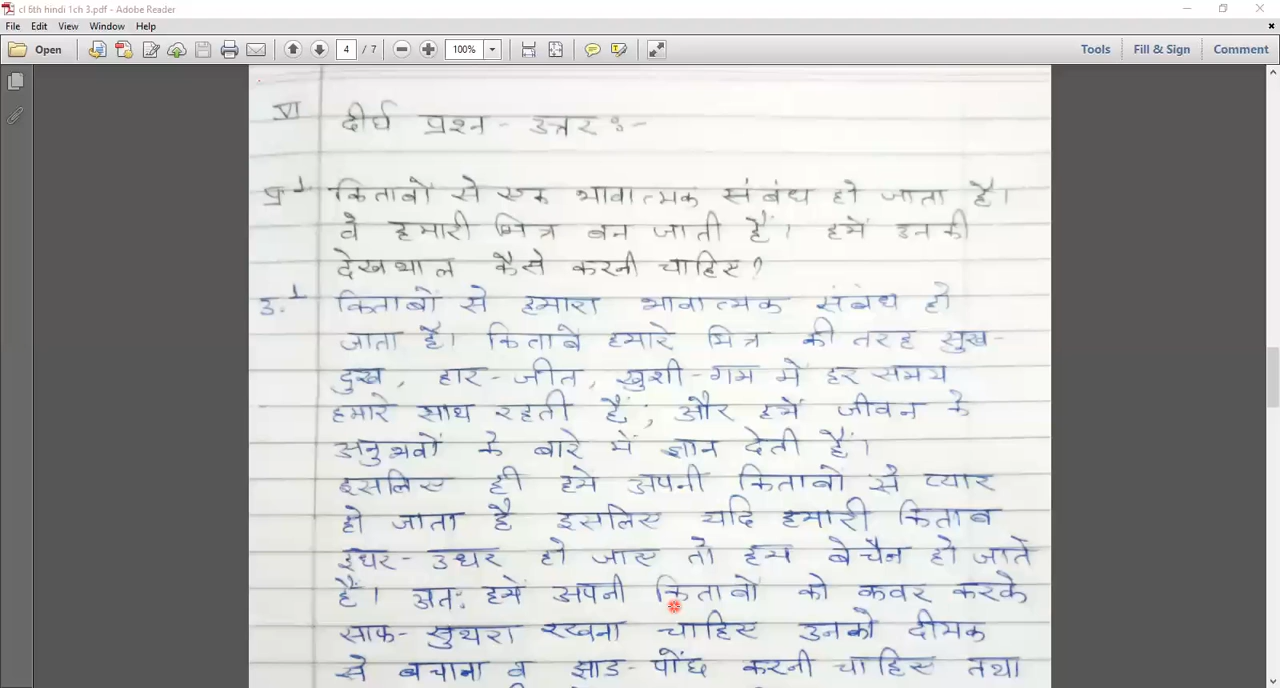 cl 5th hindi 1ch 3.pdf - Adobe Reader
File Edit View Window Help
Open 4 / 7 100% Tools Fill & Sign Comment
VI दीर्घ प्रश्न - उत्तर :-
प्र 1 किताबों से एक भावात्मक संबंध हो जाता है।
वे हमारी मित्र बन जाती हैं। हमें उनकी
देखभाल कैसे करनी चाहिए?
उ. 1 किताबों से हमारा भावात्मक संबंध हो
जाता है। किताबें हमारे मित्र की तरह सुख-
दुख, हार-जीत, खुशी-गम में हर समय
हमारे साथ रहती हैं; और हमें जीवन के
अनुभवों के बारे में ज्ञान देती हैं।
इसलिए ही हमें अपनी किताबों से प्यार
हो जाता है इसलिए यदि हमारी किताब
इधर-उधर हो जाए तो हम बेचैन हो जाते
हैं। अत: हमें अपनी किताबों को कवर करके
साफ-सुथरा रखना चाहिए उनको दीमक
से बचाना व झाड-पोंछ करनी चाहिए तथा